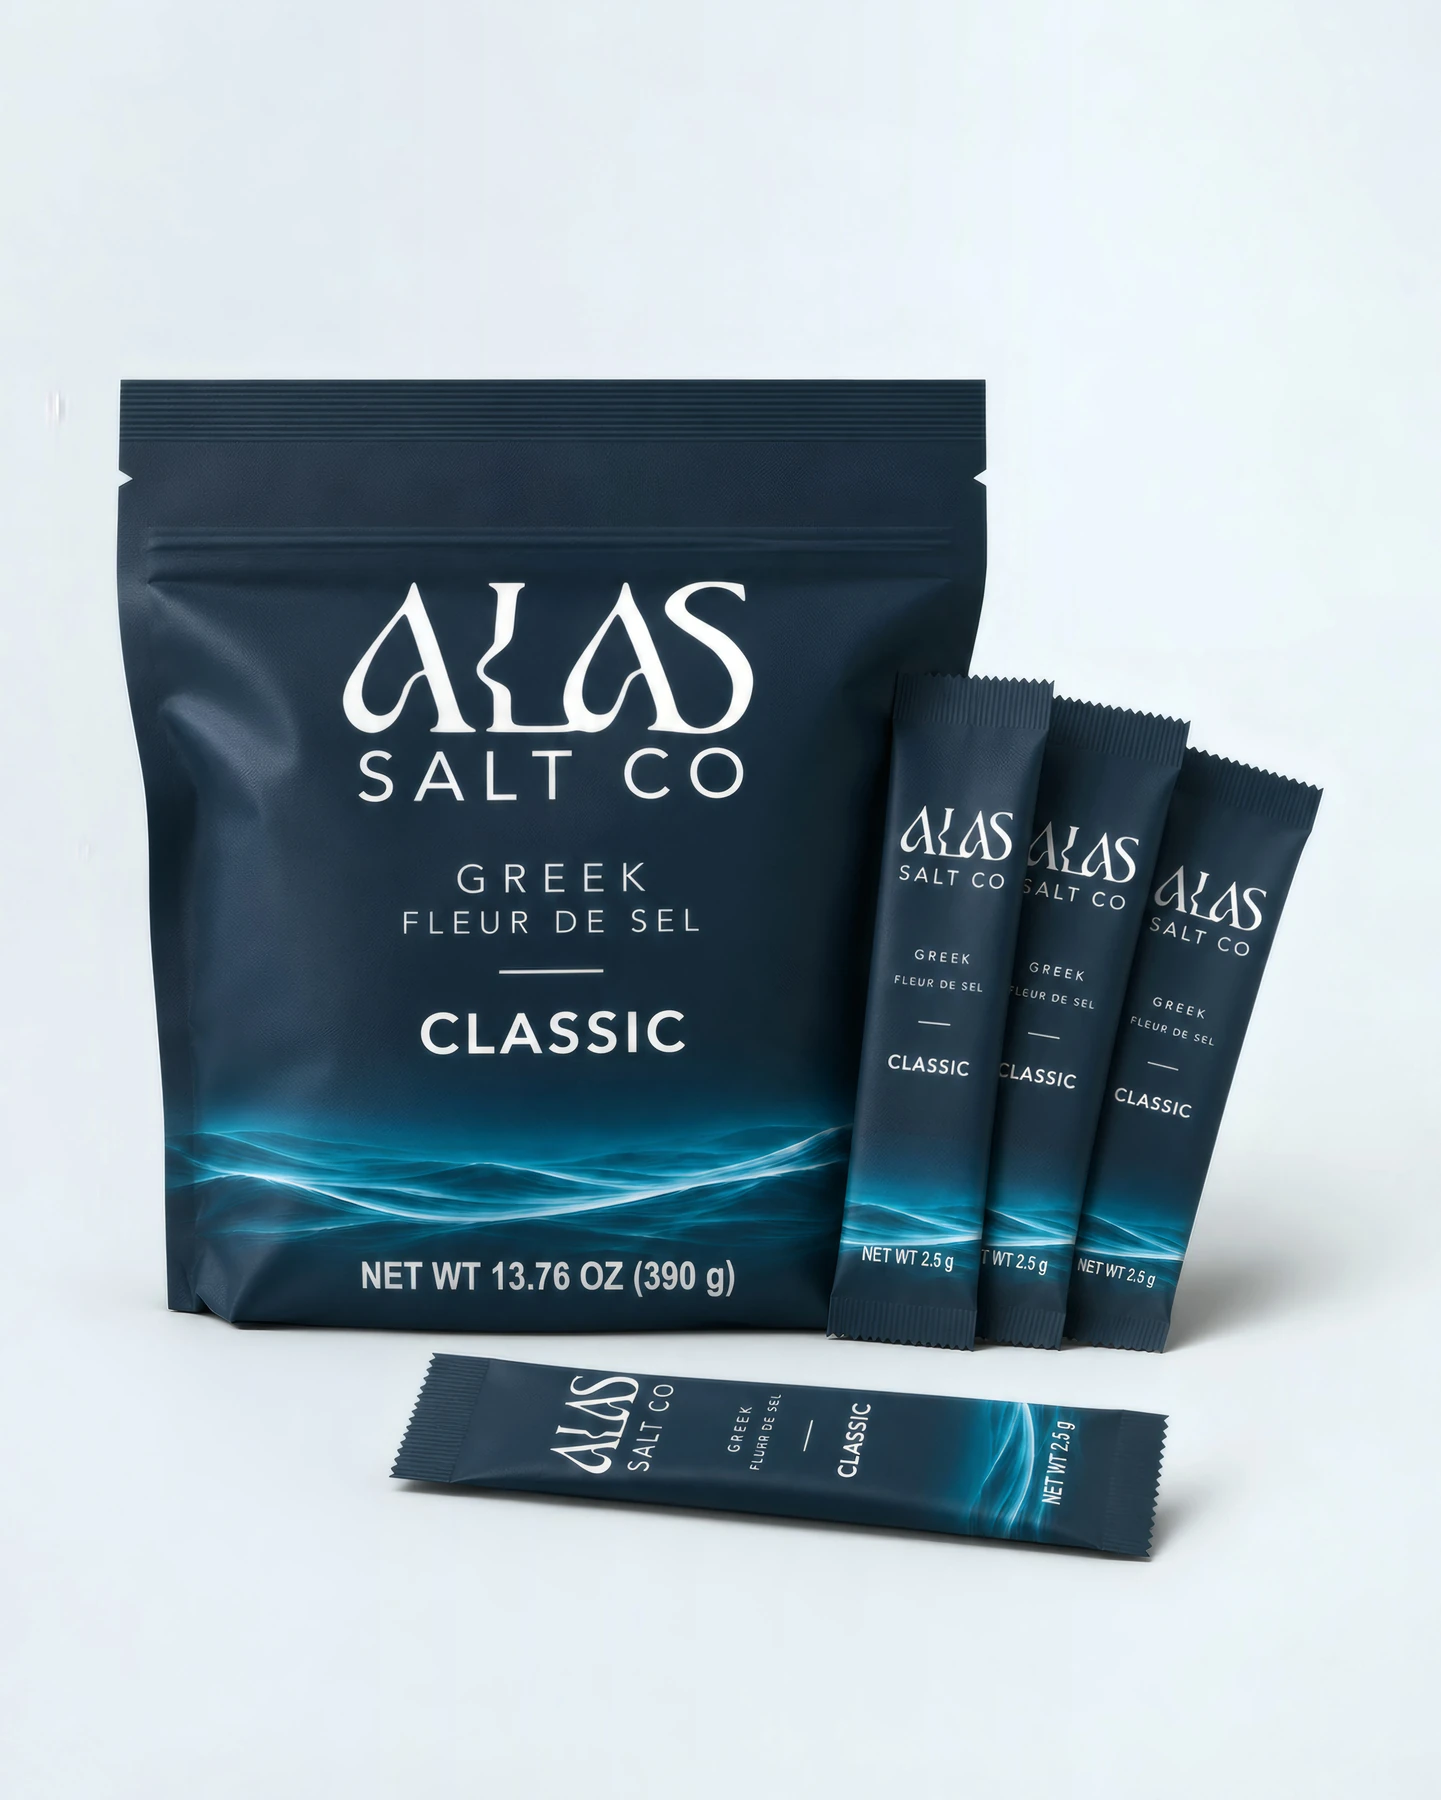 ALAS
SALT CO
GREEK
FLEUR DE SEL
CLASSIC
NET WT 13.76 OZ (390 g)
ALAS
SALT CO
GREEK
FLEUR DE SEL
CLASSIC
NET WT 2.5 g
ALAS
SALT CO
GREEK
FLEUR DE SEL
CLASSIC
T WT 2.5 g
ALAS
SALT CO
GREEK
FLEUR DE SEL
CLASSIC
NET WT 2.5 g
ALAS
SALT CO
GREEK
FLURR DE SEL
CLASSIC
NET WT 2.5 g